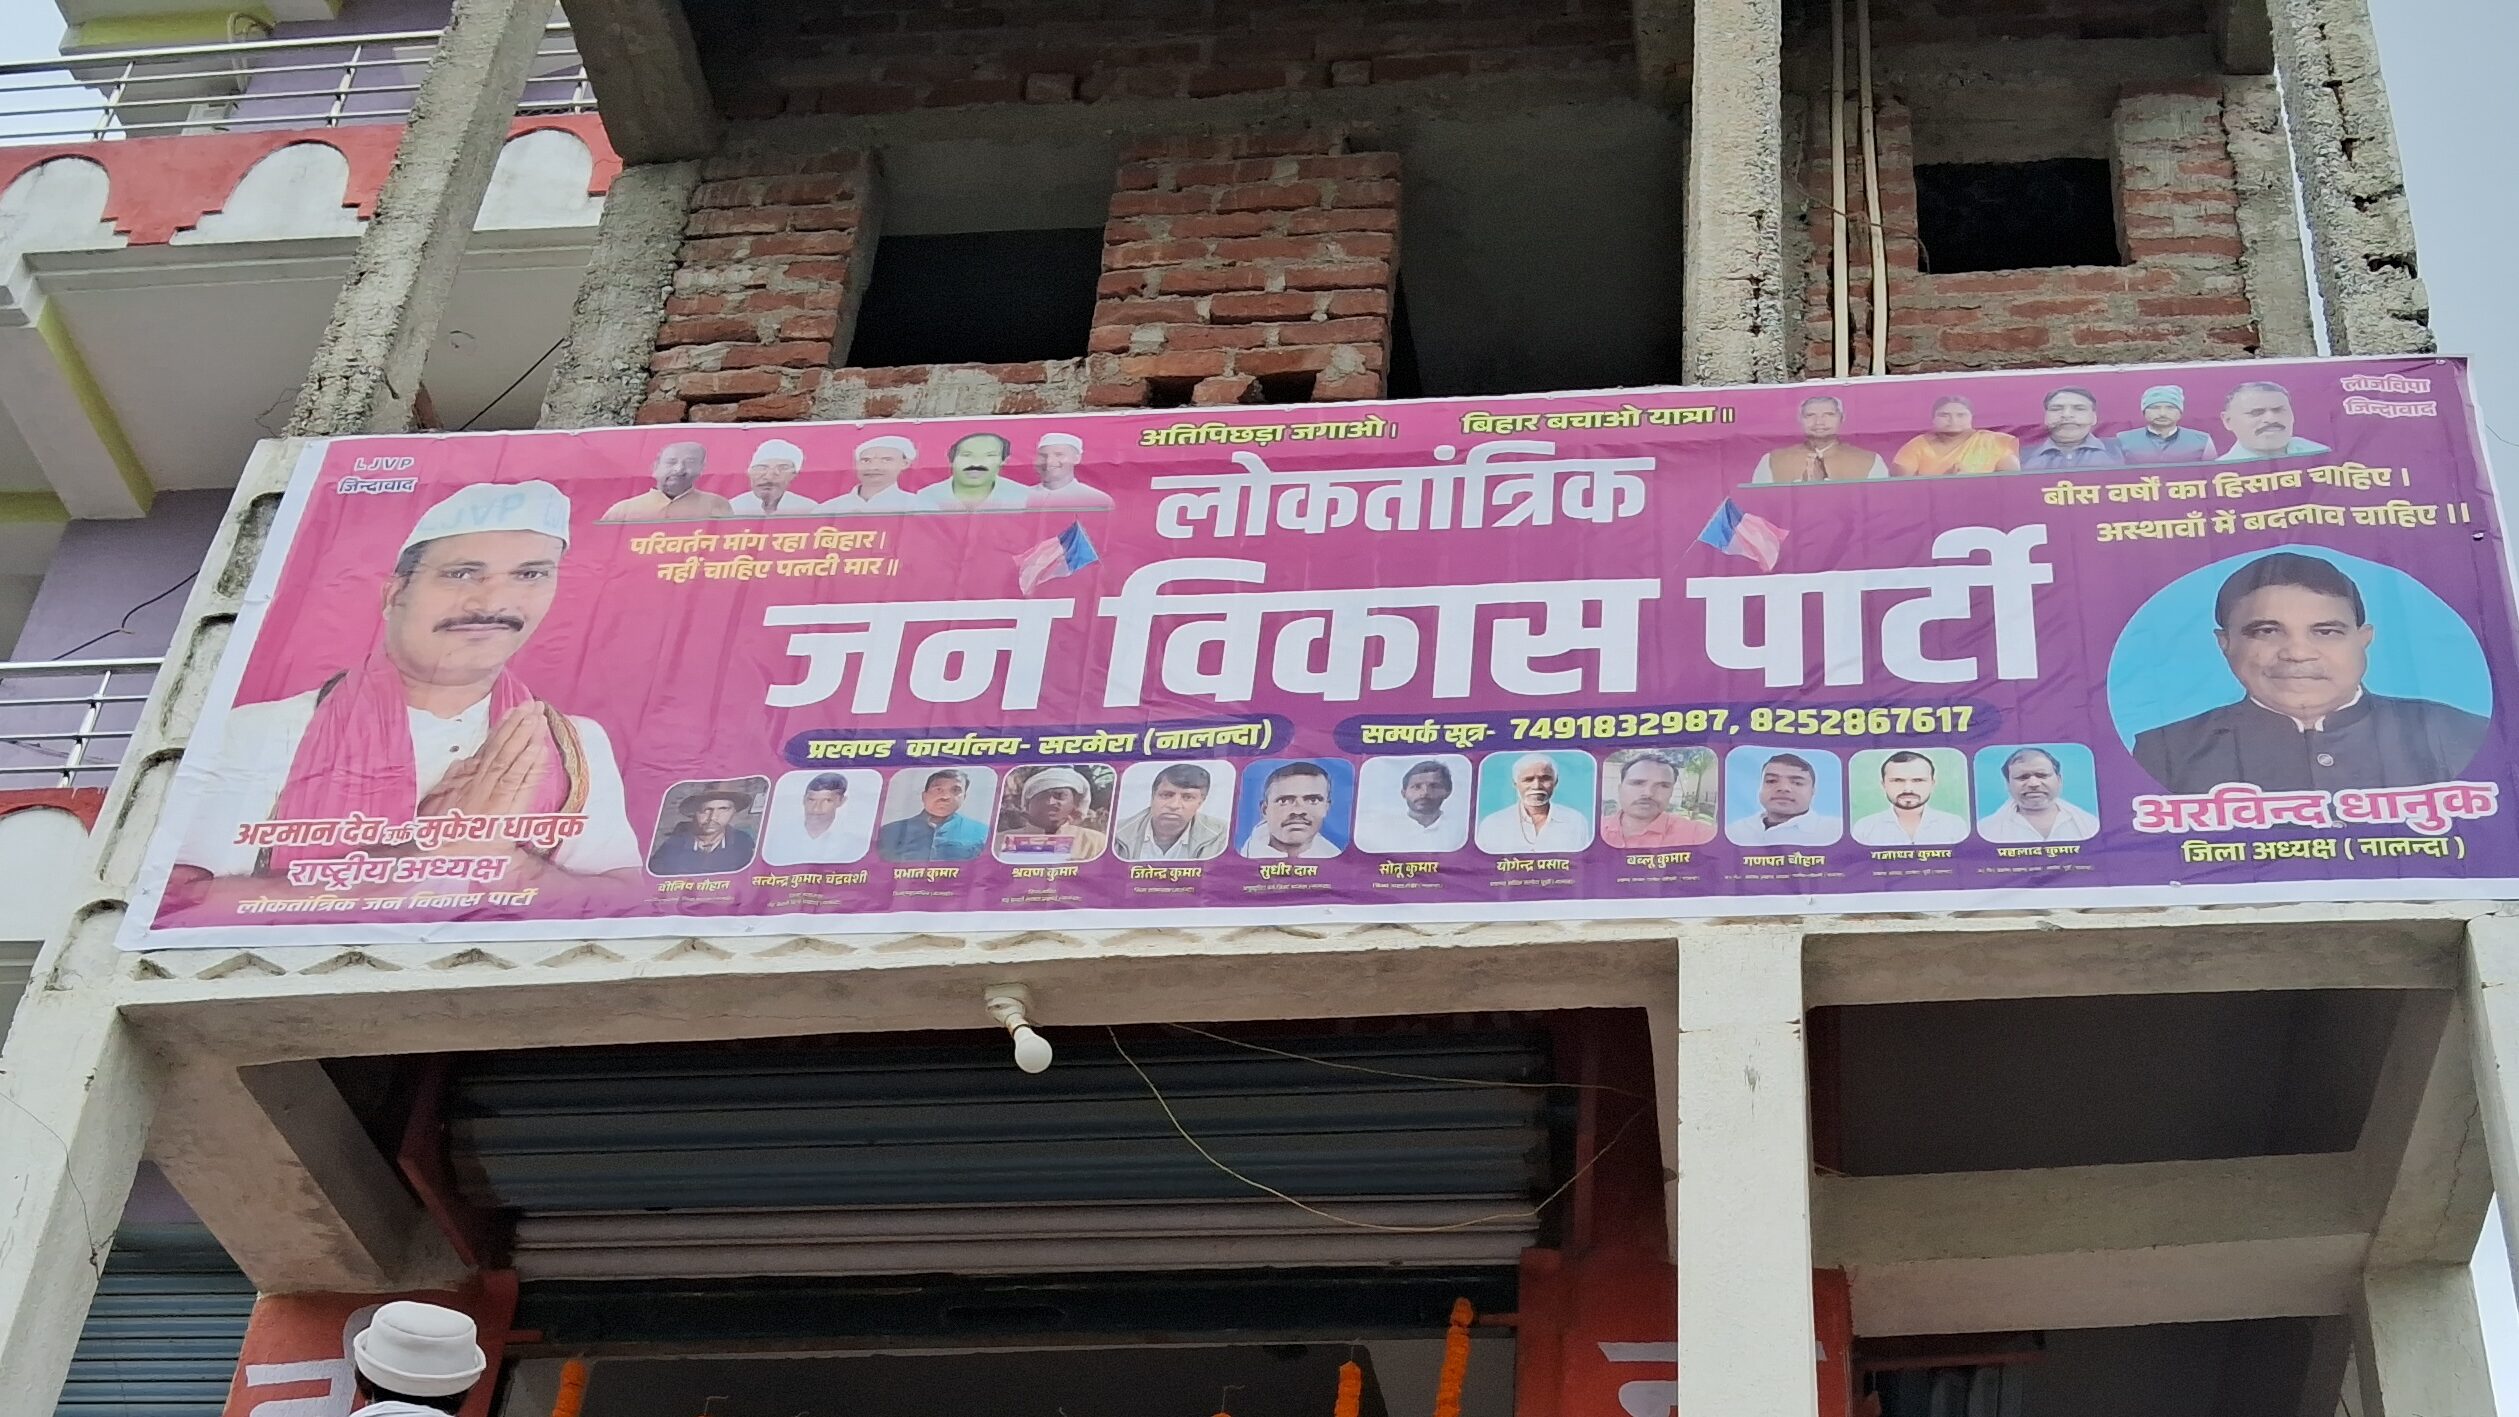 अतिपिछड़ा जगाओ। बिहार बचाओ यात्रा॥
LJVP
जिन्दाबाद
लोजविपा
जिन्दाबाद
LJVP
परिवर्तन मांग रहा बिहार।
नहीं चाहिए पलटी मार॥
लोकतांत्रिक
जन विकास पार्टी
बीस वर्षों का हिसाब चाहिए।
अस्थावाँ में बदलाव चाहिए।।
प्रखण्ड कार्यालय- सरमेरा (नालन्दा)
सम्पर्क सूत्र- 7491832987, 8252867617
अरमान देव उर्फ मुकेश धानुक
राष्ट्रीय अध्यक्ष
लोकतांत्रिक जन विकास पार्टी
चौहान
सत्येन्द्र कुमार चंद्रवंशी
प्रभात कुमार
श्रवण कुमार
जितेन्द्र कुमार
सुधीर दास
सोनू कुमार
योगेन्द्र प्रसाद
बब्लू कुमार
गणपत चौहान
गजाधर कुमार
प्रहलाद कुमार
अरविन्द धानुक
जिला अध्यक्ष (नालन्दा)